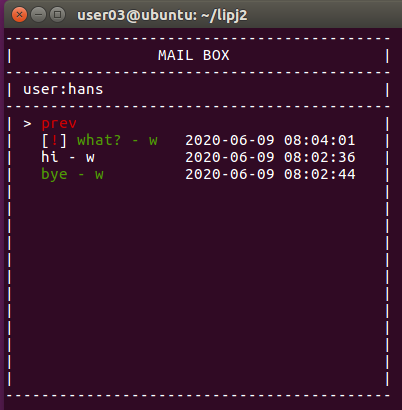 user03@ubuntu: ~/lipj2
-------------------------------------------
| MAIL BOX |
-------------------------------------------
| user:hans |
-------------------------------------------
| > prev |
| [!] what? - w 2020-06-09 08:04:01 |
| hi - w 2020-06-09 08:02:36 |
| bye - w 2020-06-09 08:02:44 |
| |
| |
| |
| |
| |
| |
| |
| |
| |
| |
| |
| |
-------------------------------------------